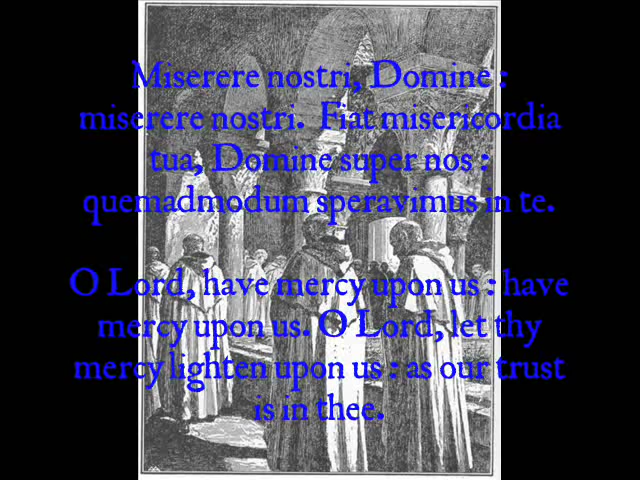 Miserere nostri, Domine :
miserere nostri. Fiat misericordia
tua, Domine super nos :
quemadmodum speravimus in te.
O Lord, have mercy upon us : have
mercy upon us. O Lord, let thy
mercy lighten upon us : as our trust
is in thee.